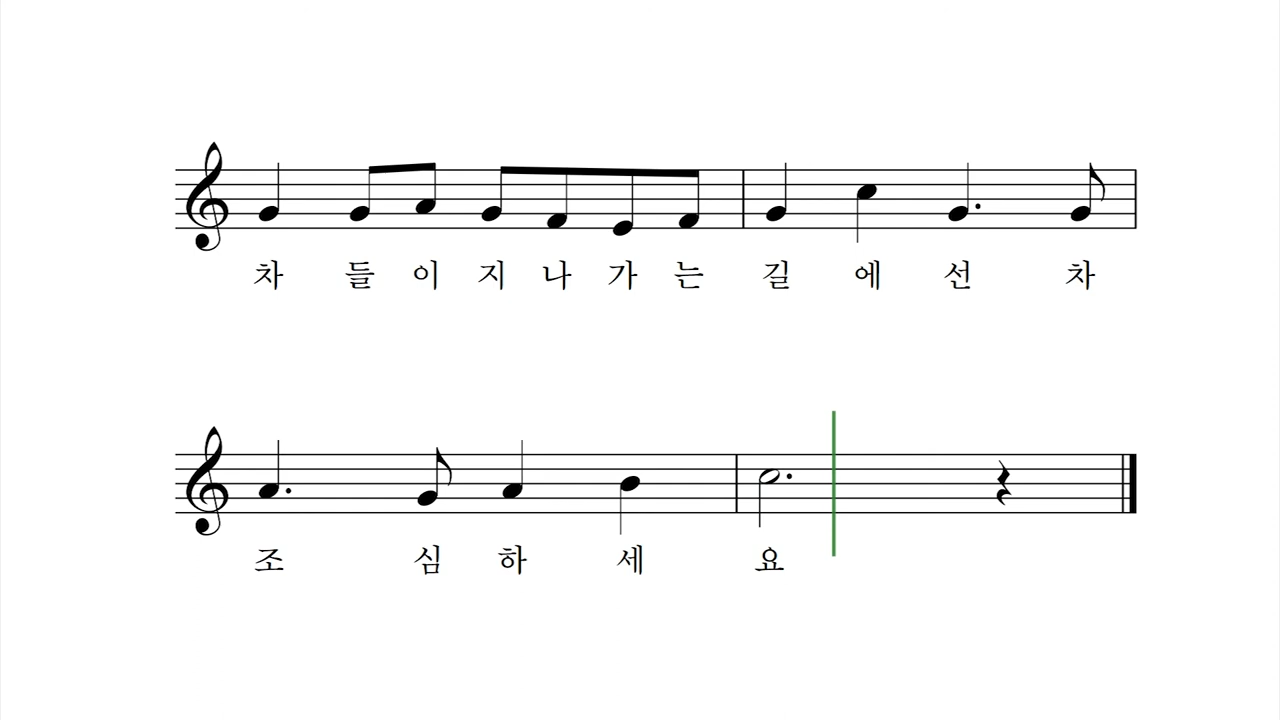 차 들 이 지 나 가 는 길 에 선 차
조 심 하 세 요